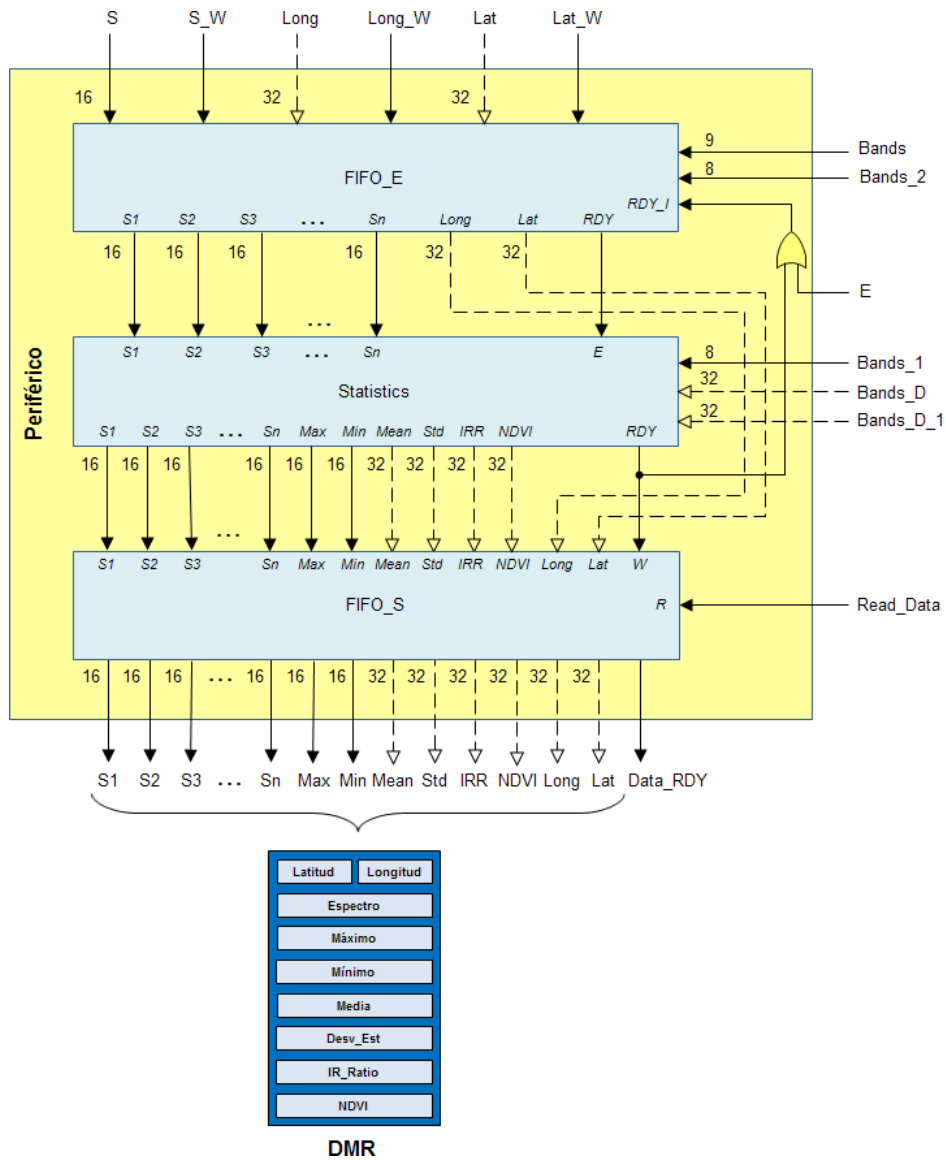 S S_W Long Long_W Lat Lat_W
16 32 32
9 Bands
8 Bands_2
FIFO_E
RDY_I
S1 S2 S3 ... Sn Long Lat RDY
16 16 16 16 32 32
E
...
S1 S2 S3 ... Sn E
8 Bands_1
32 Bands_D
Statistics
32 Bands_D_1
Periférico
S1 S2 S3 ... Sn Max Min Mean Std IRR NDVI RDY
16 16 16 16 16 16 32 32 32 32
...
S1 S2 S3 Sn Max Min Mean Std IRR NDVI Long Lat W
FIFO_S
R Read_Data
16 16 16 ... 16 16 16 32 32 32 32 32 32
S1 S2 S3 ... Sn Max Min Mean Std IRR NDVI Long Lat Data_RDY
Latitud Longitud
Espectro
Máximo
Mínimo
Media
Desv_Est
IR_Ratio
NDVI
DMR